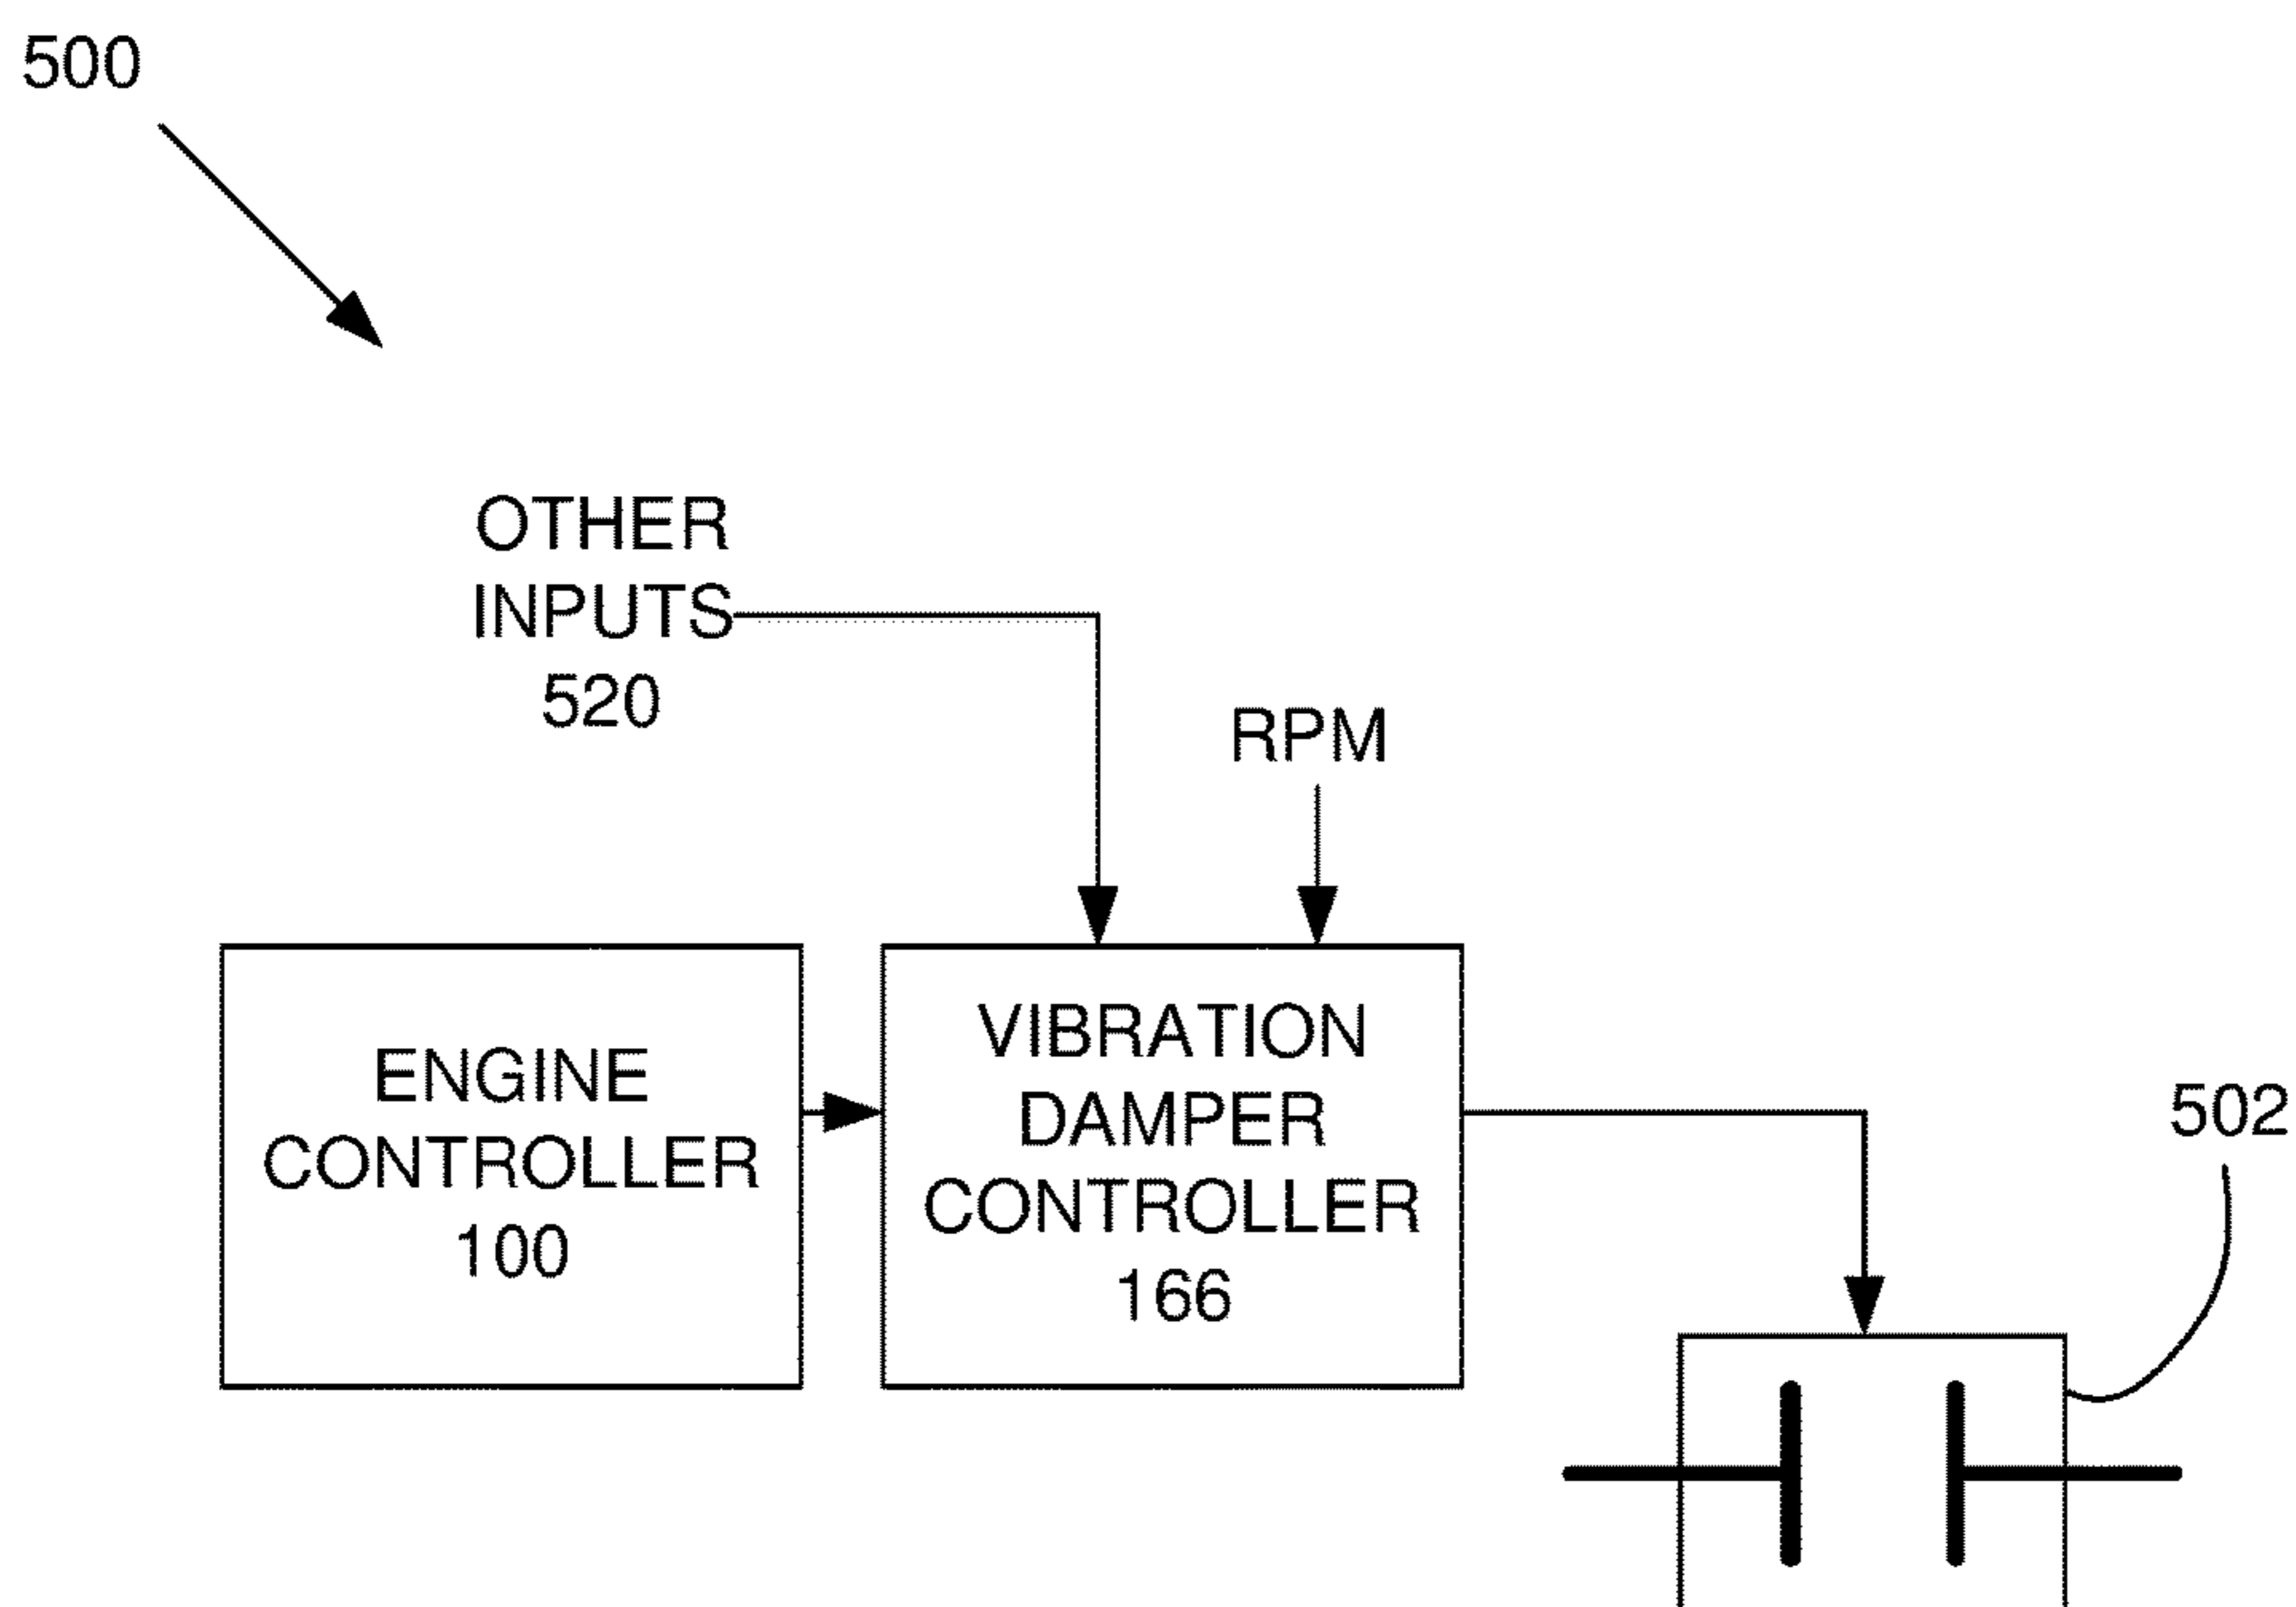 500
OTHER
INPUTS
520
RPM
ENGINE
CONTROLLER
100
VIBRATION
DAMPER
CONTROLLER
166
502